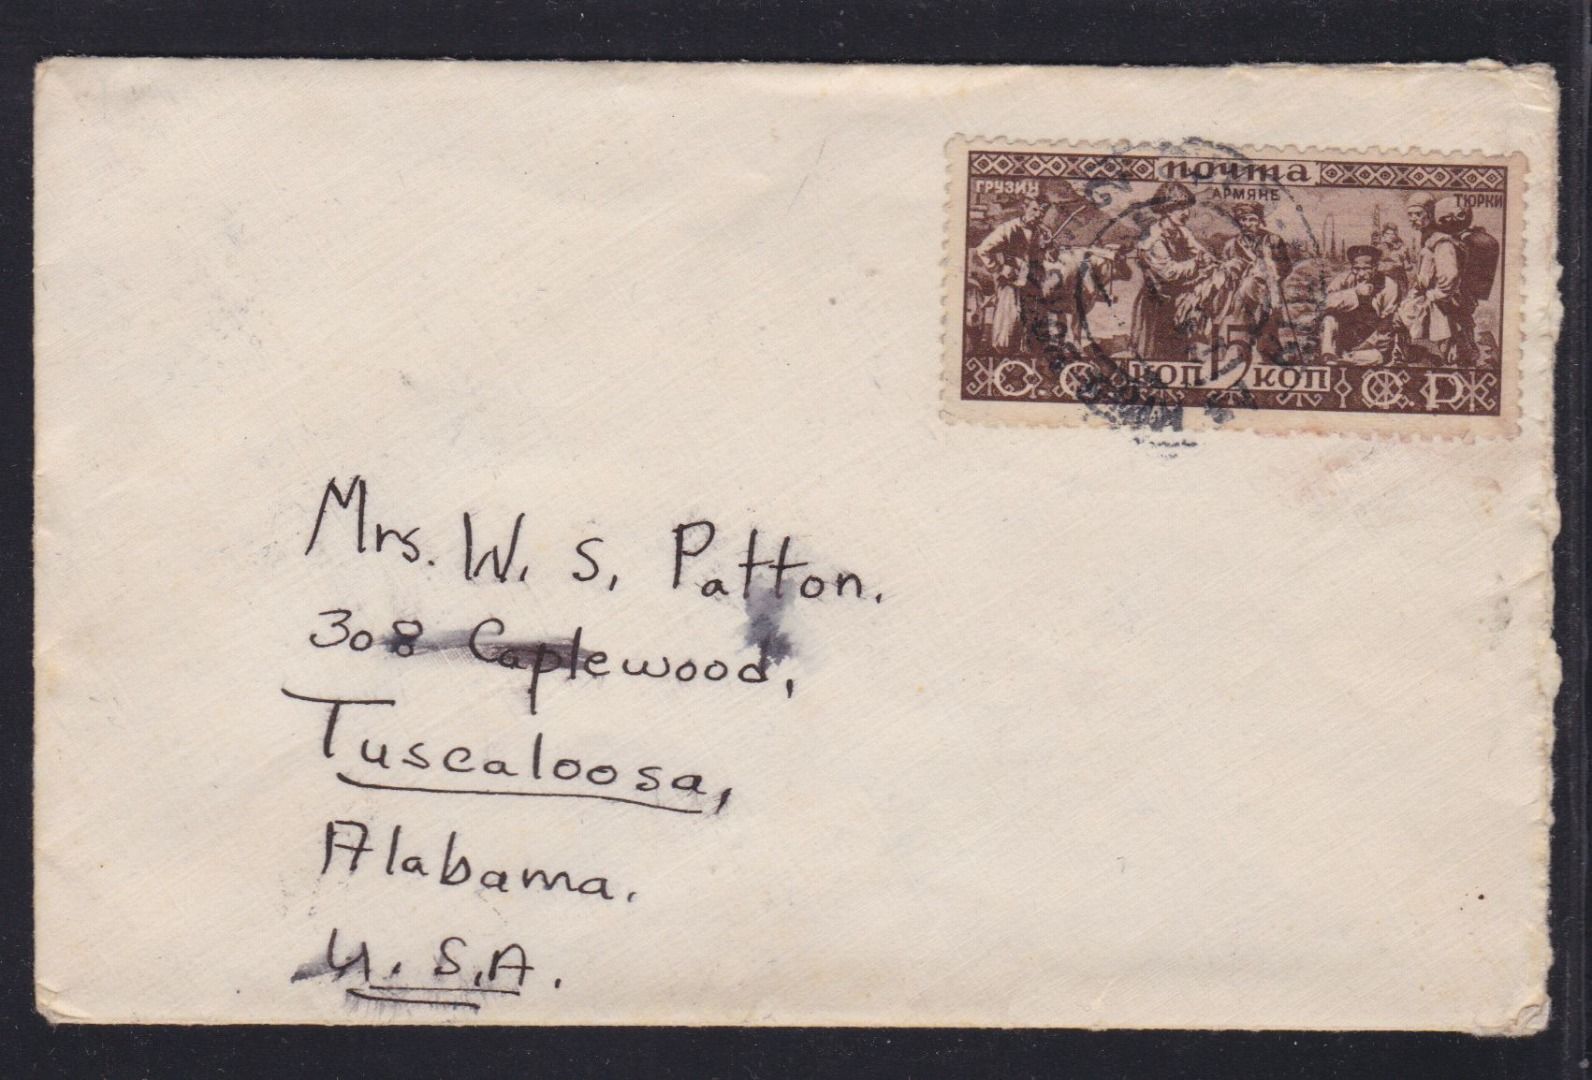 почта
ГРУЗИН
АРМЯНЕ
ТЮРКИ
С.С.С.Р.
КОП 15 КОП
Mrs. W. S. Patton.
308 Caplewood,
Tuscaloosa,
Alabama.
U.S.A.